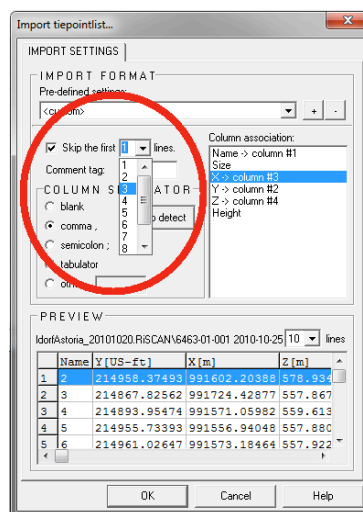 Import tiepointlist...
IMPORT SETTINGS
IMPORT FORMAT
Pre-defined settings:
<custom>
+ -
Skip the first 1 lines.
Comment tag:
1
2
3
4
5
6
7
8
COLUMN S ATOR
blank
comma ,
detect
semicolon ;
tabulator
Column association:
Name -> column #1
Size
X -> column #3
Y -> column #2
Z -> column #4
Height
PREVIEW
ldorfAstoria_20101020.RiSCAN\6463-01-001 2010-10-25 10 lines
Name Y[US-ft] X[m] Z[m]
1 2 214958.37493 991602.20388 578.934
2 3 214867.82562 991724.42877 557.867
3 4 214893.95474 991571.05982 559.613
4 5 214955.73393 991556.94048 557.880
5 6 214961.02647 991573.18464 557.922
OK Cancel Help